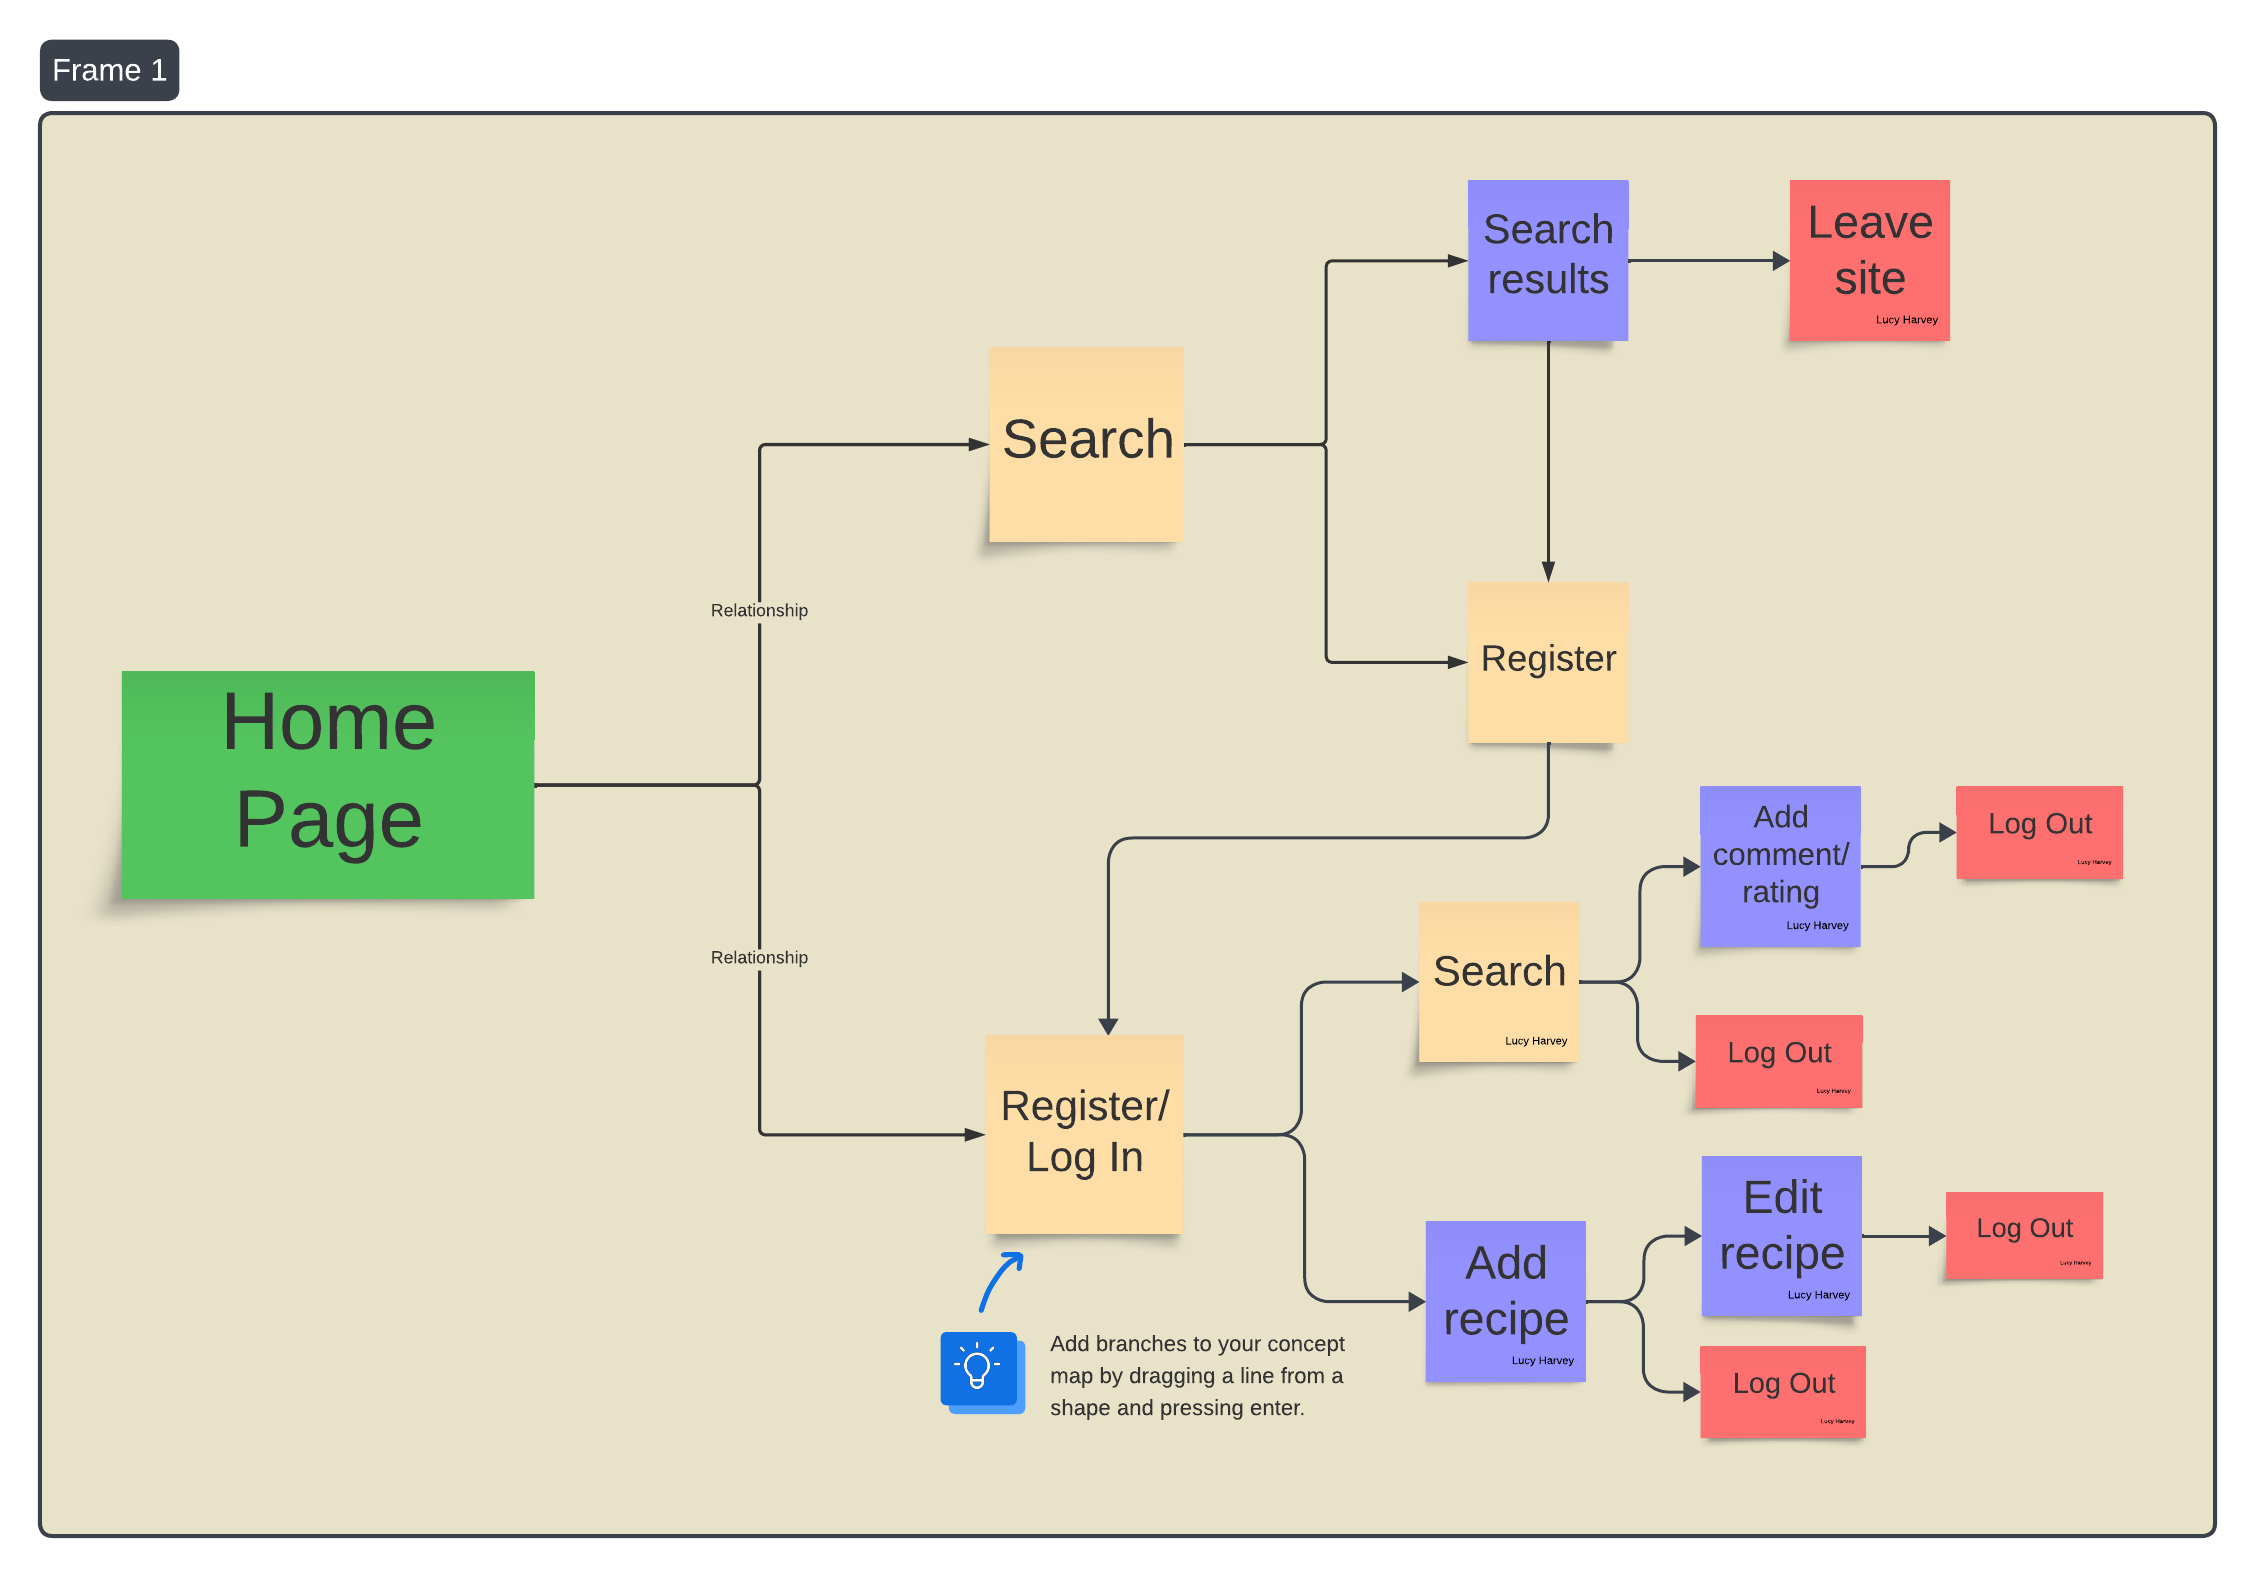 Frame 1
Search
results
Leave
site
Lucy Harvey
Search
Relationship
Register
Home
Page
Add
comment/
rating
Lucy Harvey
Log Out
Lucy Harvey
Relationship
Search
Lucy Harvey
Log Out
Lucy Harvey
Register/
Log In
Edit
recipe
Lucy Harvey
Log Out
Lucy Harvey
Add
recipe
Lucy Harvey
Log Out
Lucy Harvey
Add branches to your concept
map by dragging a line from a
shape and pressing enter.